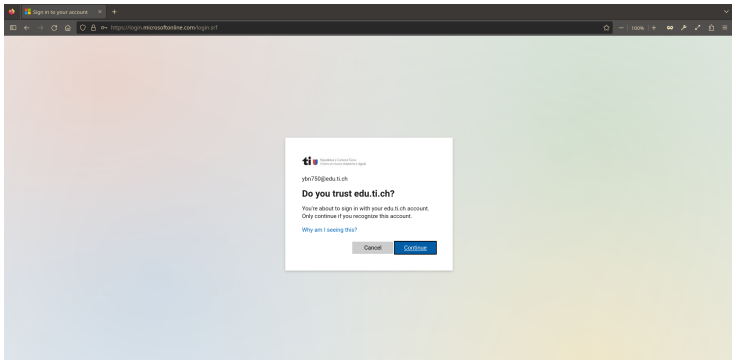 Sign in to your account
https://login.microsoftonline.com/login.srf
100%
ti
ybn750@edu.ti.ch
Do you trust edu.ti.ch?
You're about to sign in with your edu.ti.ch account.
Only continue if you recognize this account.
Why am I seeing this?
Cancel
Continue